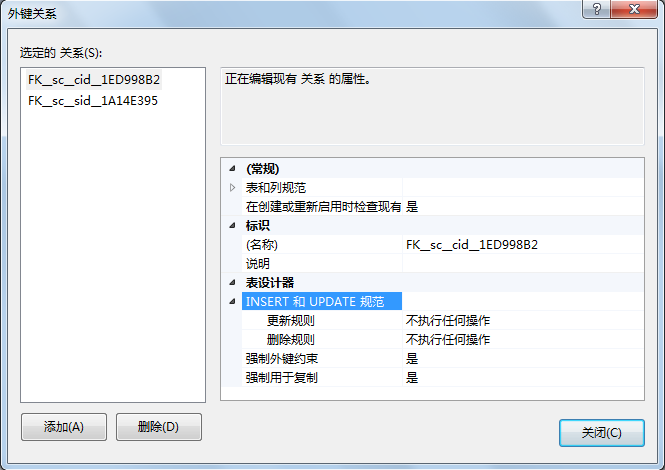 外键关系
选定的 关系(S):
FK__sc__cid__1ED998B2
FK__sc__sid__1A14E395
正在编辑现有 关系 的属性。
(常规)
表和列规范
在创建或重新启用时检查现有 是
标识
(名称) FK__sc__cid__1ED998B2
说明
表设计器
INSERT 和 UPDATE 规范
更新规则 不执行任何操作
删除规则 不执行任何操作
强制外键约束 是
强制用于复制 是
添加(A) 删除(D)
关闭(C)